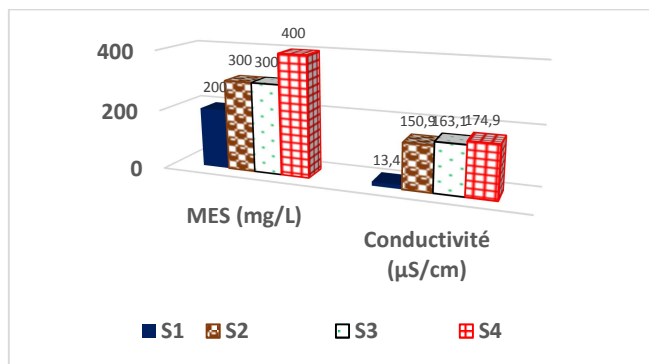 400
200
0
200
300
300
400
13,4
150,9
163,1
174,9
MES (mg/L)
Conductivité
(µS/cm)
S1 S2 S3 S4